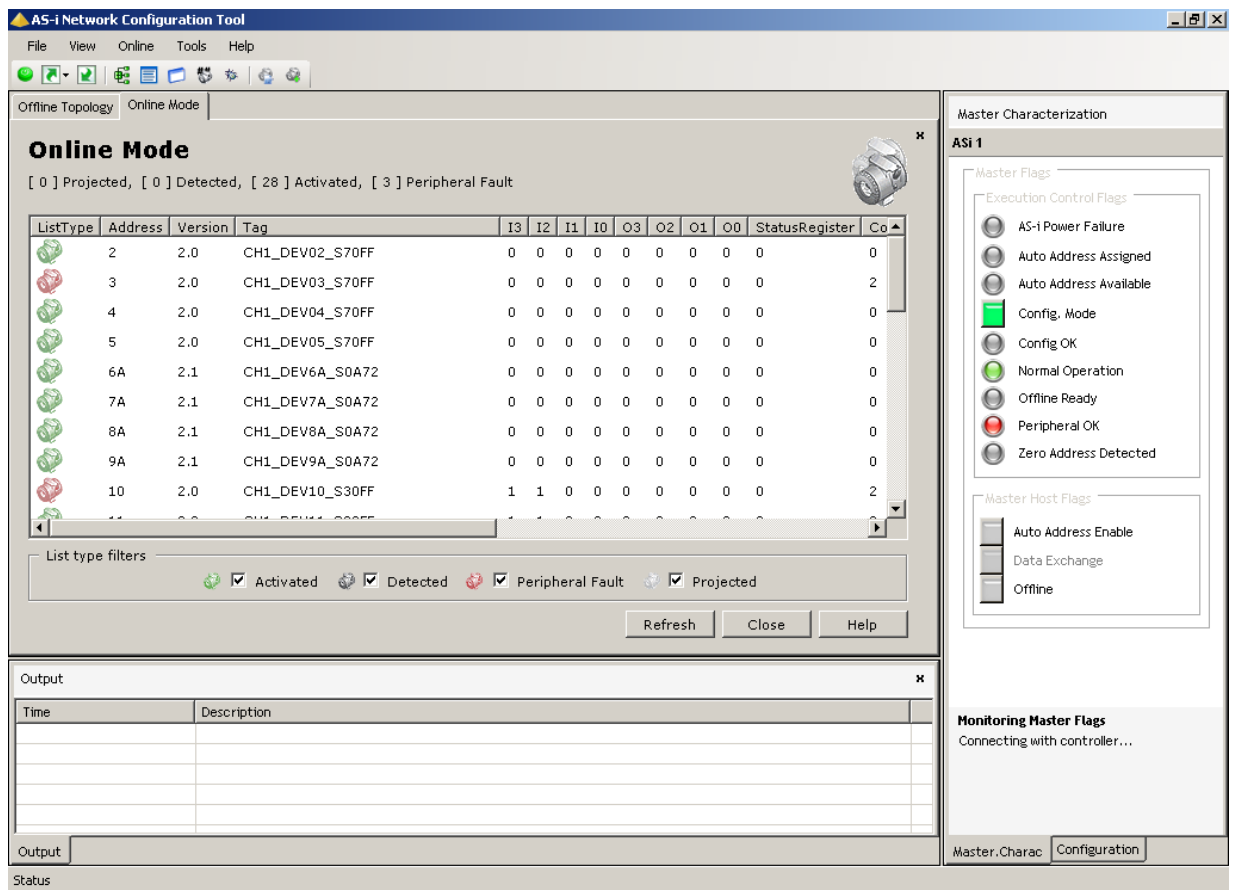 AS-i Network Configuration Tool
File View Online Tools Help
Offline Topology Online Mode
Online Mode
[ 0 ] Projected, [ 0 ] Detected, [ 28 ] Activated, [ 3 ] Peripheral Fault
ListType Address Version Tag I3 I2 I1 I0 O3 O2 O1 O0 StatusRegister Co
2 2.0 CH1_DEV02_S70FF 0 0 0 0 0 0 0 0 0 0
3 2.0 CH1_DEV03_S70FF 0 0 0 0 0 0 0 0 0 2
4 2.0 CH1_DEV04_S70FF 0 0 0 0 0 0 0 0 0 0
5 2.0 CH1_DEV05_S70FF 0 0 0 0 0 0 0 0 0 0
6A 2.1 CH1_DEV6A_S0A72 0 0 0 0 0 0 0 0 0 0
7A 2.1 CH1_DEV7A_S0A72 0 0 0 0 0 0 0 0 0 0
8A 2.1 CH1_DEV8A_S0A72 0 0 0 0 0 0 0 0 0 0
9A 2.1 CH1_DEV9A_S0A72 0 0 0 0 0 0 0 0 0 0
10 2.0 CH1_DEV10_S30FF 1 1 0 0 0 0 0 0 0 2
List type filters
Activated Detected Peripheral Fault Projected
Refresh Close Help
Output
Time Description
Output
Status
Master Characterization
ASi 1
Master Flags
Execution Control Flags
AS-i Power Failure
Auto Address Assigned
Auto Address Available
Config. Mode
Config OK
Normal Operation
Offline Ready
Peripheral OK
Zero Address Detected
Master Host Flags
Auto Address Enable
Data Exchange
Offline
Monitoring Master Flags
Connecting with controller...
Master.Charac Configuration